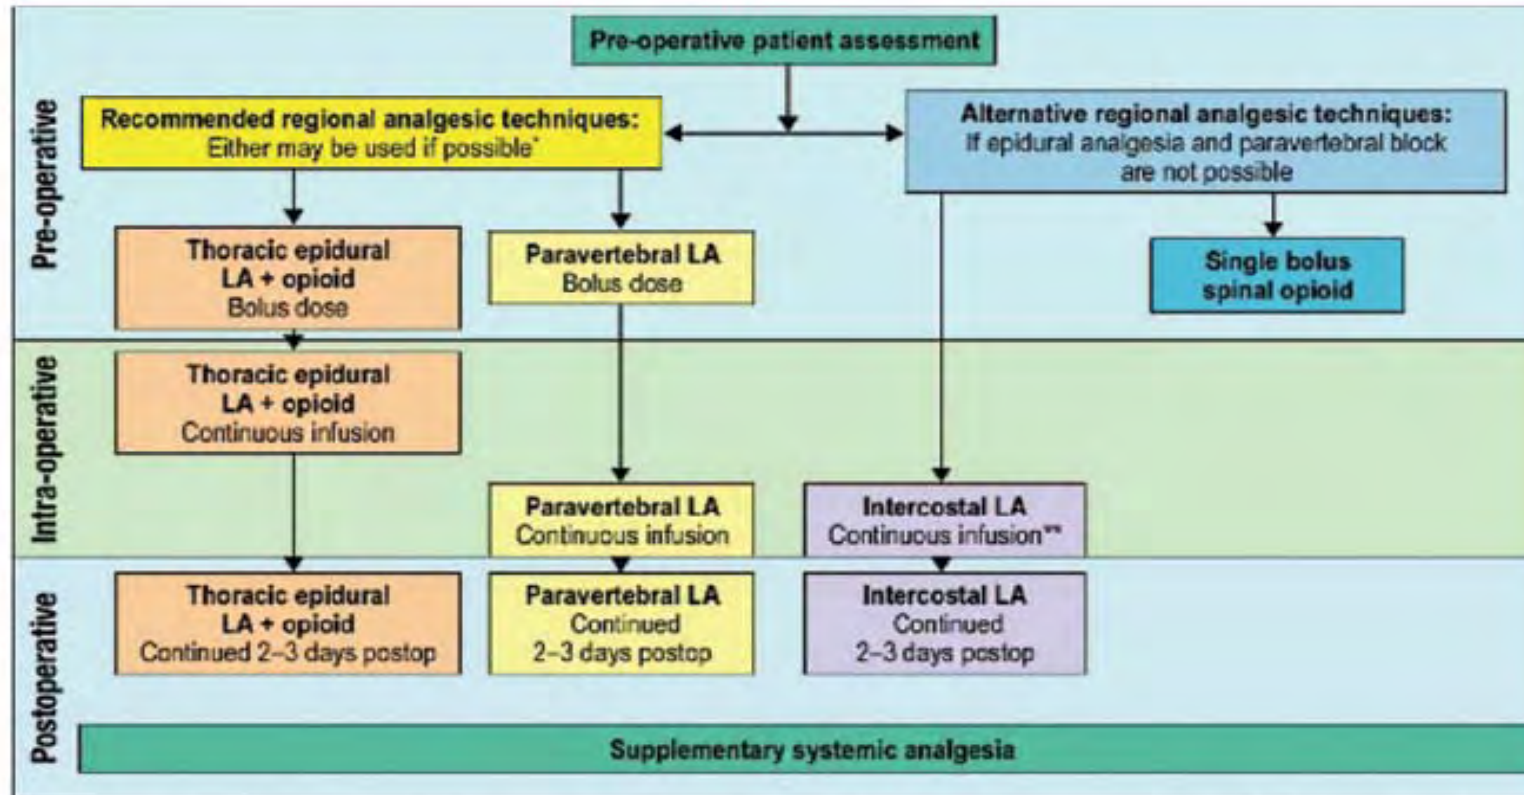 Pre-operative patient assessment
Pre-operative
Recommended regional analgesic techniques:
Either may be used if possible*
Alternative regional analgesic techniques:
If epidural analgesia and paravertebral block
are not possible
Thoracic epidural
LA + opioid
Bolus dose
Paravertebral LA
Bolus dose
Single bolus
spinal opioid
Intra-operative
Thoracic epidural
LA + opioid
Continuous infusion
Paravertebral LA
Continuous infusion
Intercostal LA
Continuous infusion**
Postoperative
Thoracic epidural
LA + opioid
Continued 2–3 days postop
Paravertebral LA
Continued
2–3 days postop
Intercostal LA
Continued
2–3 days postop
Supplementary systemic analgesia